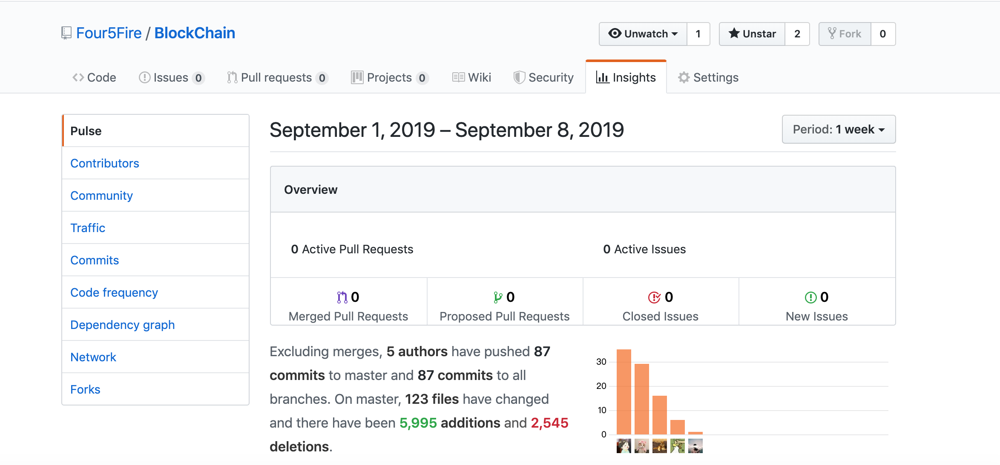 Four5Fire / BlockChain
Unwatch 1
Unstar 2
Fork 0
Code
Issues 0
Pull requests 0
Projects 0
Wiki
Security
Insights
Settings
Pulse
Contributors
Community
Traffic
Commits
Code frequency
Dependency graph
Network
Forks
September 1, 2019 – September 8, 2019
Period: 1 week
Overview
0 Active Pull Requests
0 Active Issues
0
Merged Pull Requests
0
Proposed Pull Requests
0
Closed Issues
0
New Issues
Excluding merges, 5 authors have pushed 87
commits to master and 87 commits to all
branches. On master, 123 files have changed
and there have been 5,995 additions and 2,545
deletions.
30
20
10
0